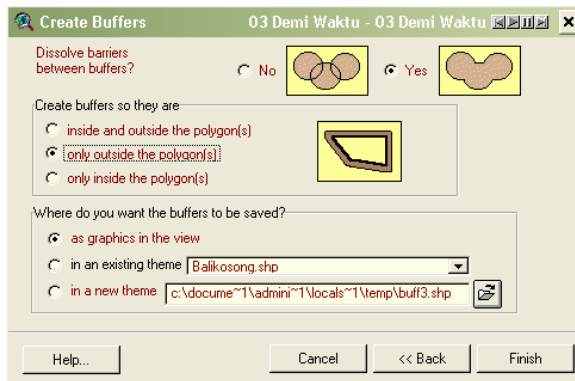 Create Buffers 03 Demi Waktu - 03 Demi Waktu
Dissolve barriers
between buffers?
No
Yes
Create buffers so they are
inside and outside the polygon(s)
only outside the polygon(s)
only inside the polygon(s)
Where do you want the buffers to be saved?
as graphics in the view
in an existing theme Balikosong.shp
in a new theme c:\docume~1\admini~1\locals~1\temp\buff3.shp
Help... Cancel << Back Finish